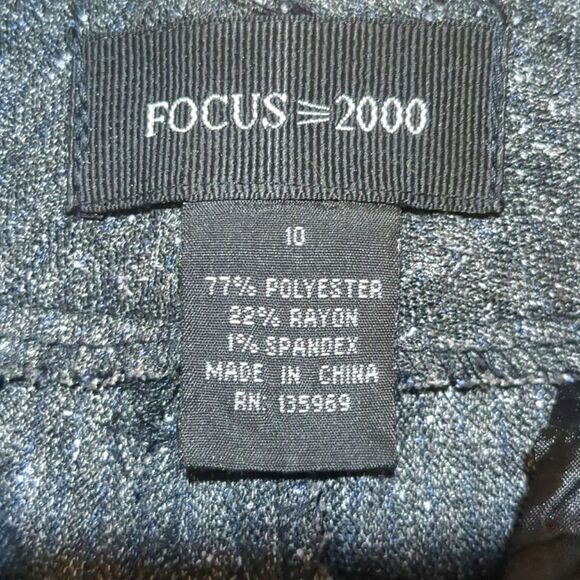 FOCUS 2000
10
77% POLYESTER
22% RAYON
1% SPANDEX
MADE IN CHINA
RN: 135969